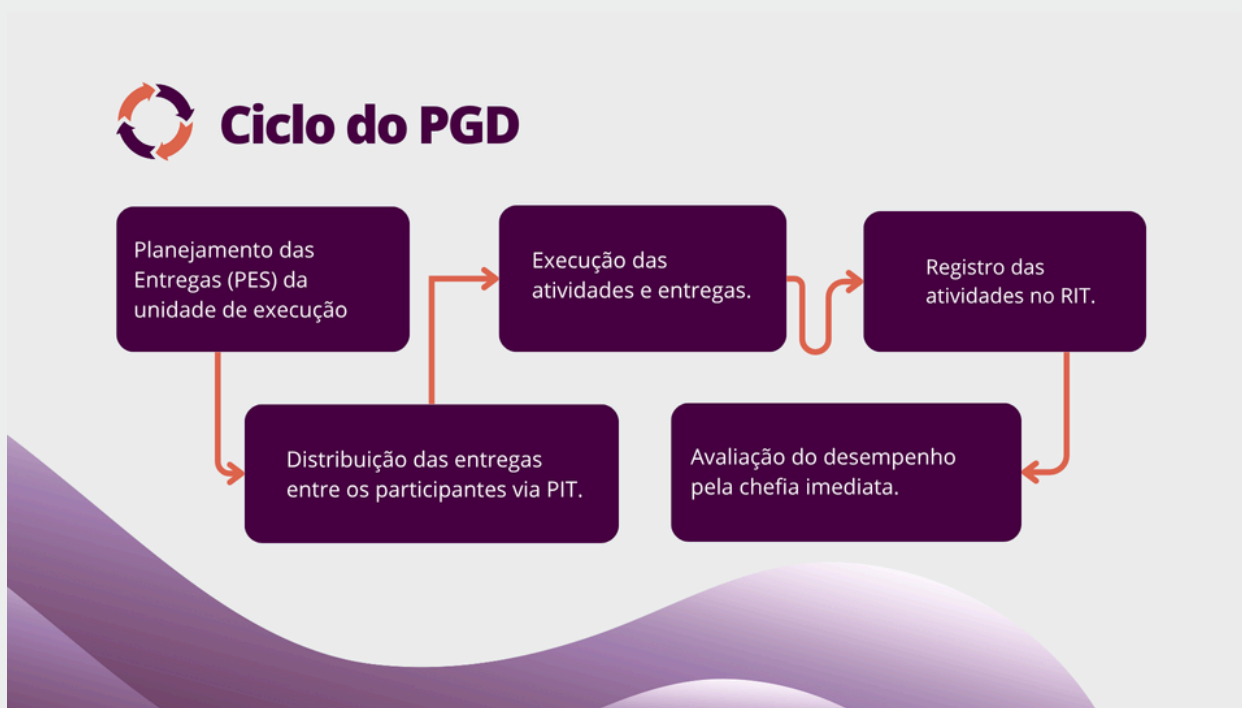 Ciclo do PGD
Planejamento das
Entregas (PES) da
unidade de execução
Distribuição das entregas
entre os participantes via PIT.
Execução das
atividades e entregas.
Registro das
atividades no RIT.
Avaliação do desempenho
pela chefia imediata.